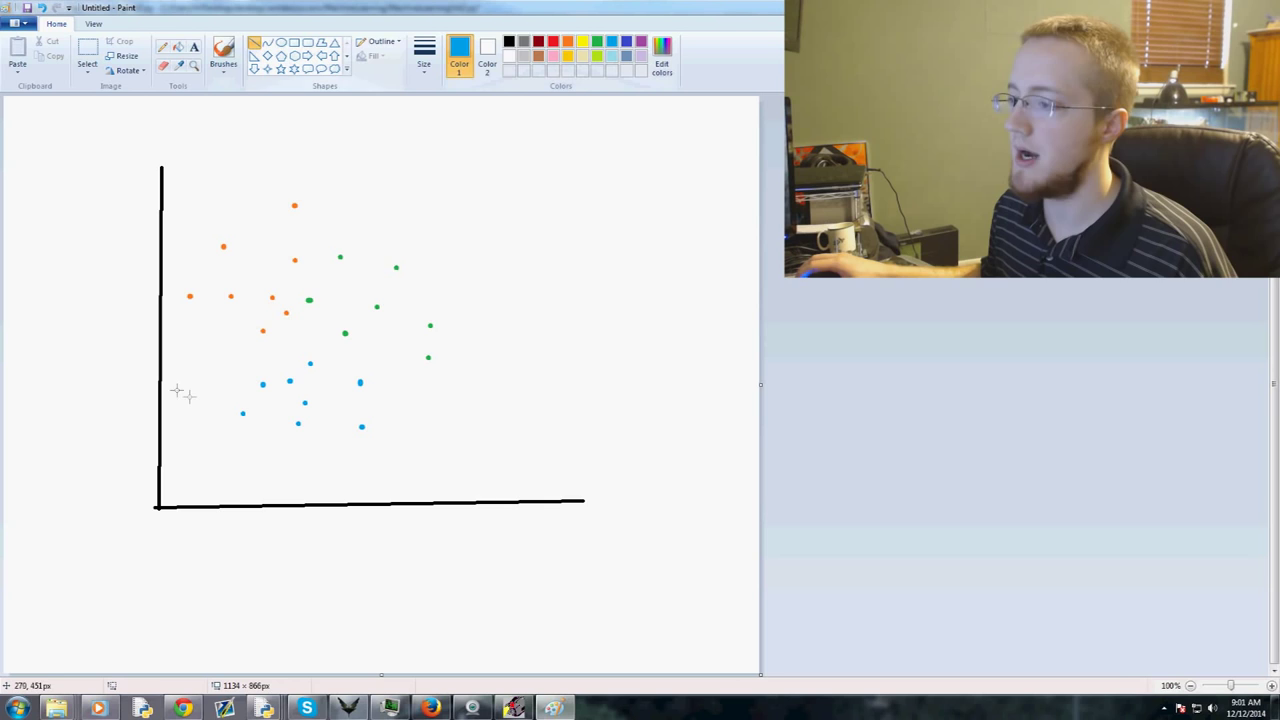 Untitled - Paint
Home
View
Paste
Cut
Copy
Clipboard
Select
Crop
Resize
Rotate
Image
A
Tools
Brushes
Outline
Fill
Shapes
Size
Color
1
Color
2
Edit
colors
Colors
270, 451px
1134 × 866px
100%
9:01 AM
12/12/2014